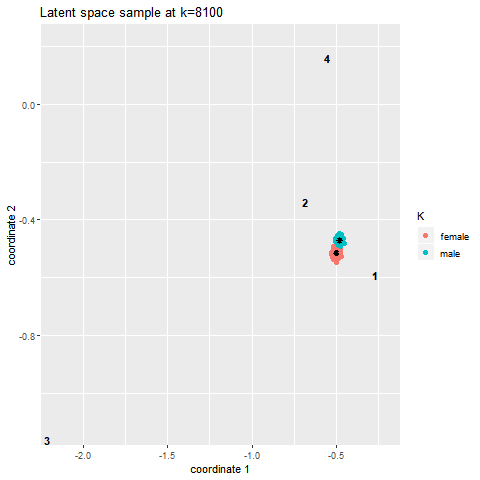 Latent space sample at k=8100
4
0.0
2
-0.4
K
female
male
1
-0.8
3
-2.0 -1.5 -1.0 -0.5
coordinate 1
coordinate 2